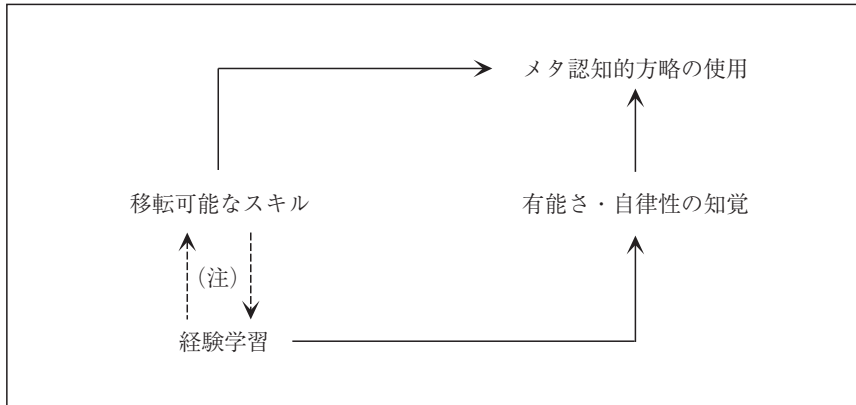 メタ認知的方略の使用
移転可能なスキル
有能さ・自律性の知覚
(注)
経験学習